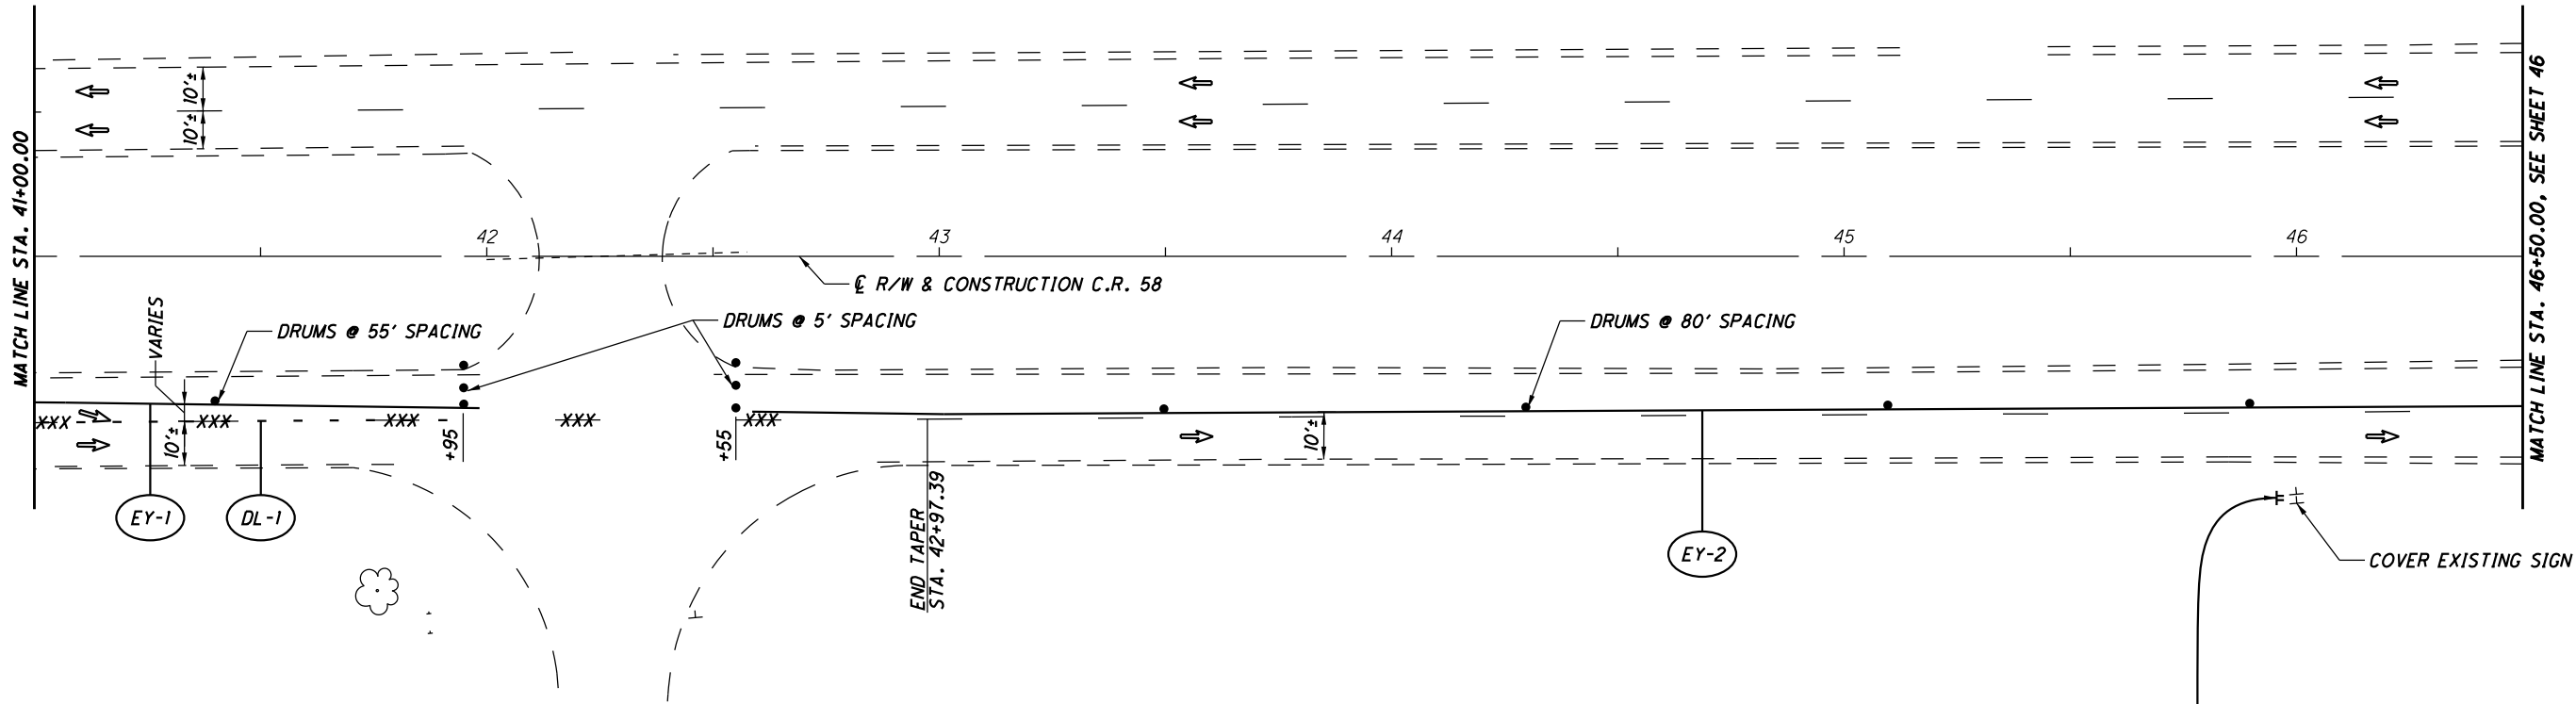 MATCH LINE STA. 41+00.00
10'±
10'±
42
43
44
45
46
℄ R/W & CONSTRUCTION C.R. 58
VARIES
DRUMS @ 55' SPACING
DRUMS @ 5' SPACING
DRUMS @ 80' SPACING
XXX
XXX
XXX
XXX
XXX
10'±
+95
+55
10'±
EY-1
DL-1
END TAPER
STA. 42+97.39
EY-2
COVER EXISTING SIGN
MATCH LINE STA. 46+50.00, SEE SHEET 46